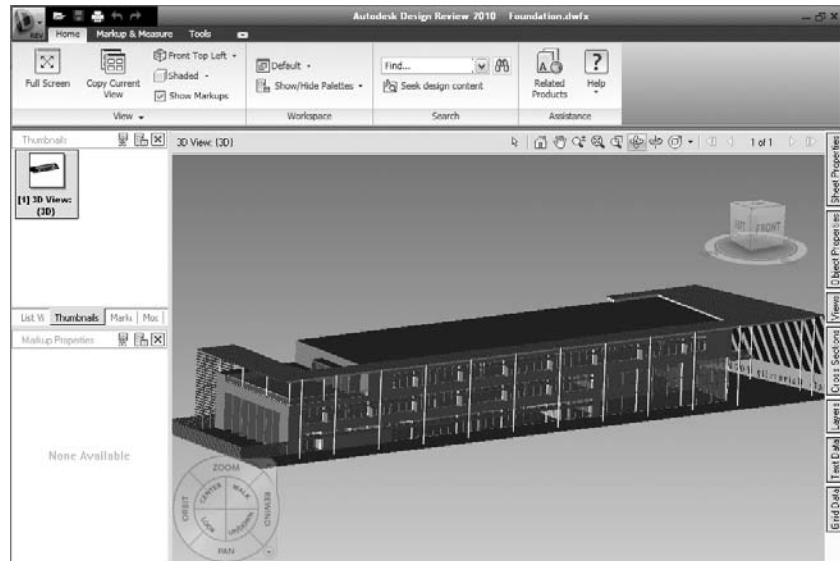 Autodesk Design Review 2010 Foundation.dwfx
REV
Home Markup & Measure Tools
Full Screen
Copy Current View
Front Top Left
Shaded
Show Markups
View
Default
Show/Hide Palettes
Workspace
Find...
Seek design content
Search
Related Products
Help
Assistance
Thumbnails
[1] 3D View: {3D}
List Vi Thumbnails Marku Moc
Markup Properties
None Available
3D View: {3D}
1 of 1
FRONT
ZOOM
ORBIT
REWIND
PAN
CENTER
WALK
LOOK
UP/DOWN
Sheet Properties
Object Properties
Views
Cross Sections
Layers
Text Data
Grid Data